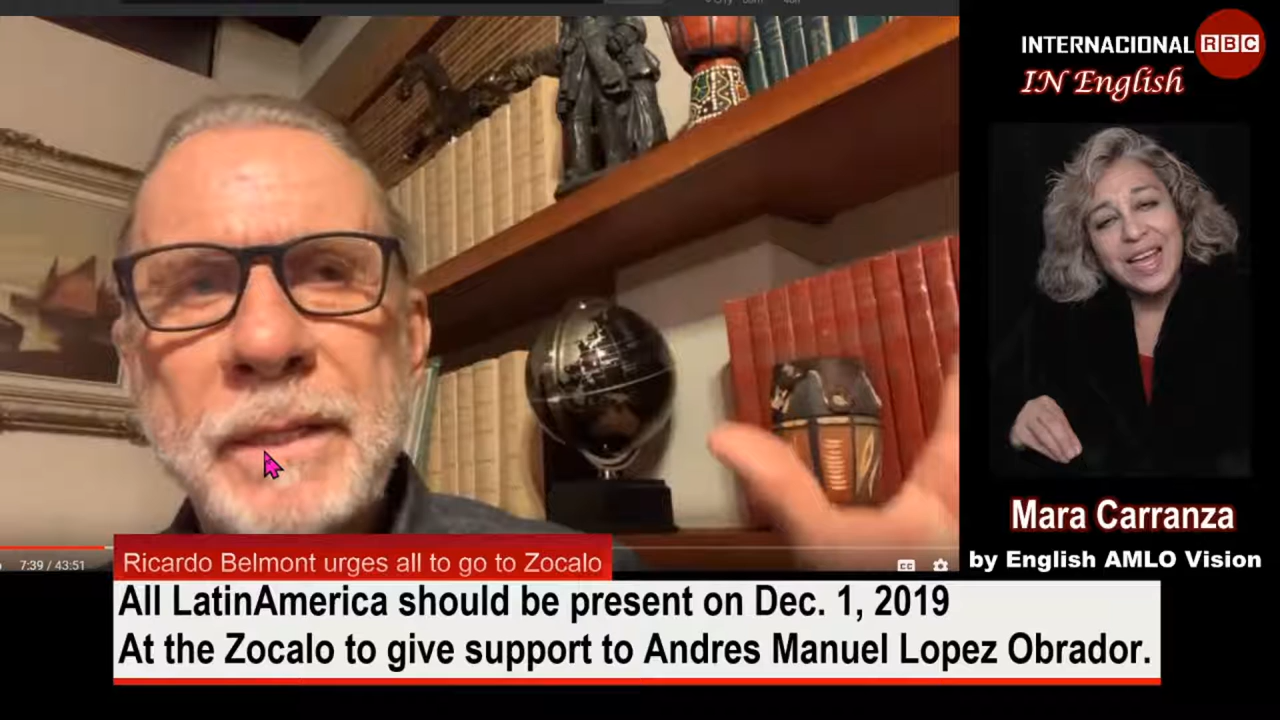 INTERNACIONAL RBC
IN English
Mara Carranza
by English AMLO Vision
7:39 / 43:51
CC
Ricardo Belmont urges all to go to Zocalo
All LatinAmerica should be present on Dec. 1, 2019
At the Zocalo to give support to Andres Manuel Lopez Obrador.